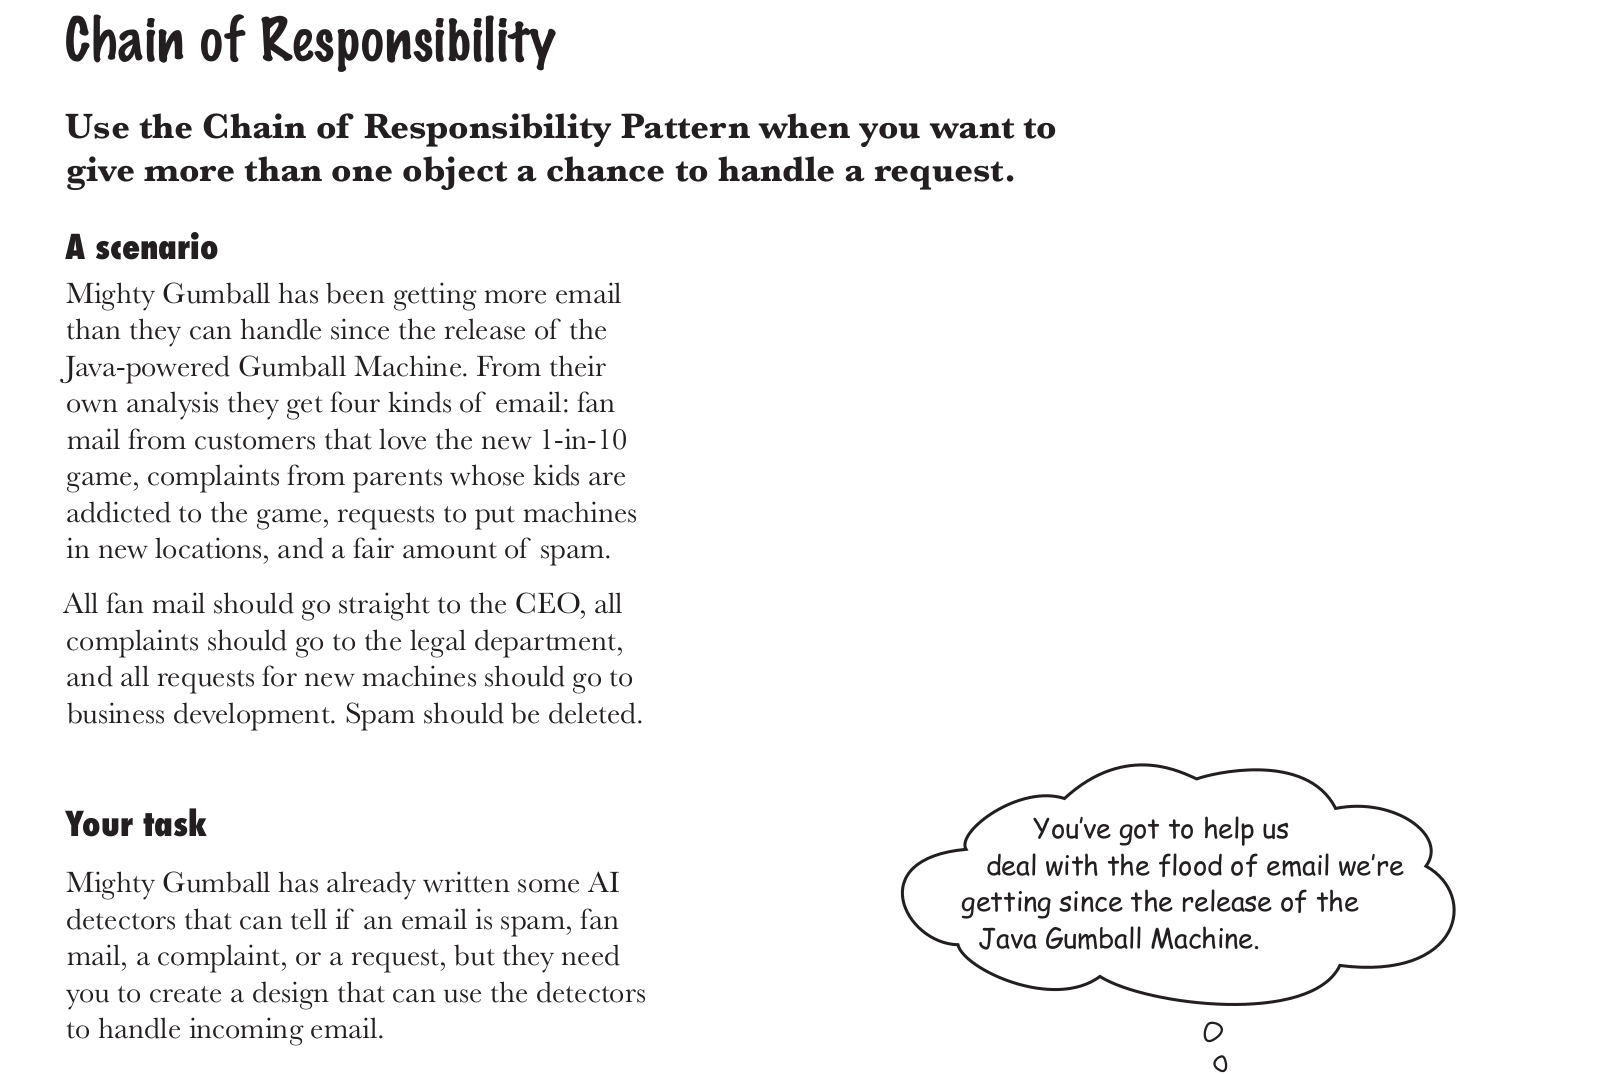 Chain of Responsibility
Use the Chain of Responsibility Pattern when you want to
give more than one object a chance to handle a request.
A scenario
Mighty Gumball has been getting more email
than they can handle since the release of the
Java-powered Gumball Machine. From their
own analysis they get four kinds of email: fan
mail from customers that love the new 1-in-10
game, complaints from parents whose kids are
addicted to the game, requests to put machines
in new locations, and a fair amount of spam.
All fan mail should go straight to the CEO, all
complaints should go to the legal department,
and all requests for new machines should go to
business development. Spam should be deleted.
Your task
Mighty Gumball has already written some AI
detectors that can tell if an email is spam, fan
mail, a complaint, or a request, but they need
you to create a design that can use the detectors
to handle incoming email.
You've got to help us
deal with the flood of email we're
getting since the release of the
Java Gumball Machine.